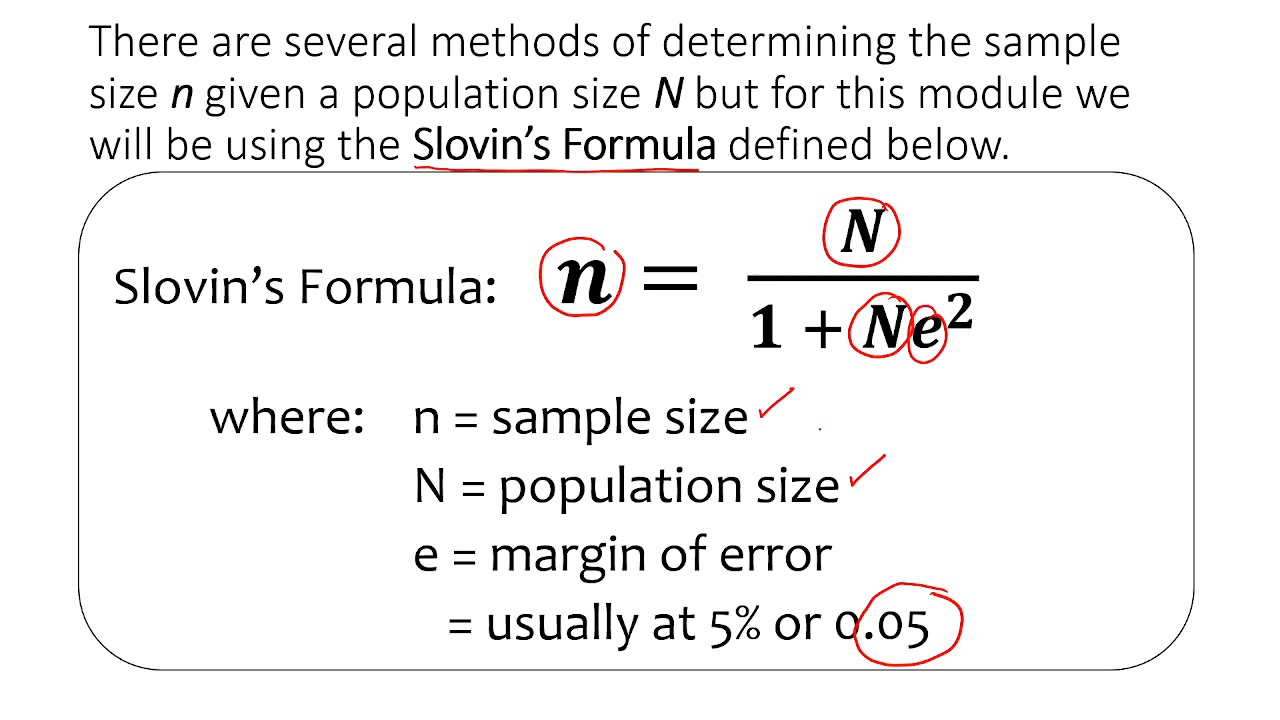 There are several methods of determining the sample
size n given a population size N but for this module we
will be using the Slovin's Formula defined below.
Slovin's Formula: n = N / 1 + Ne²
where: n = sample size
N = population size
e = margin of error
= usually at 5% or 0.05